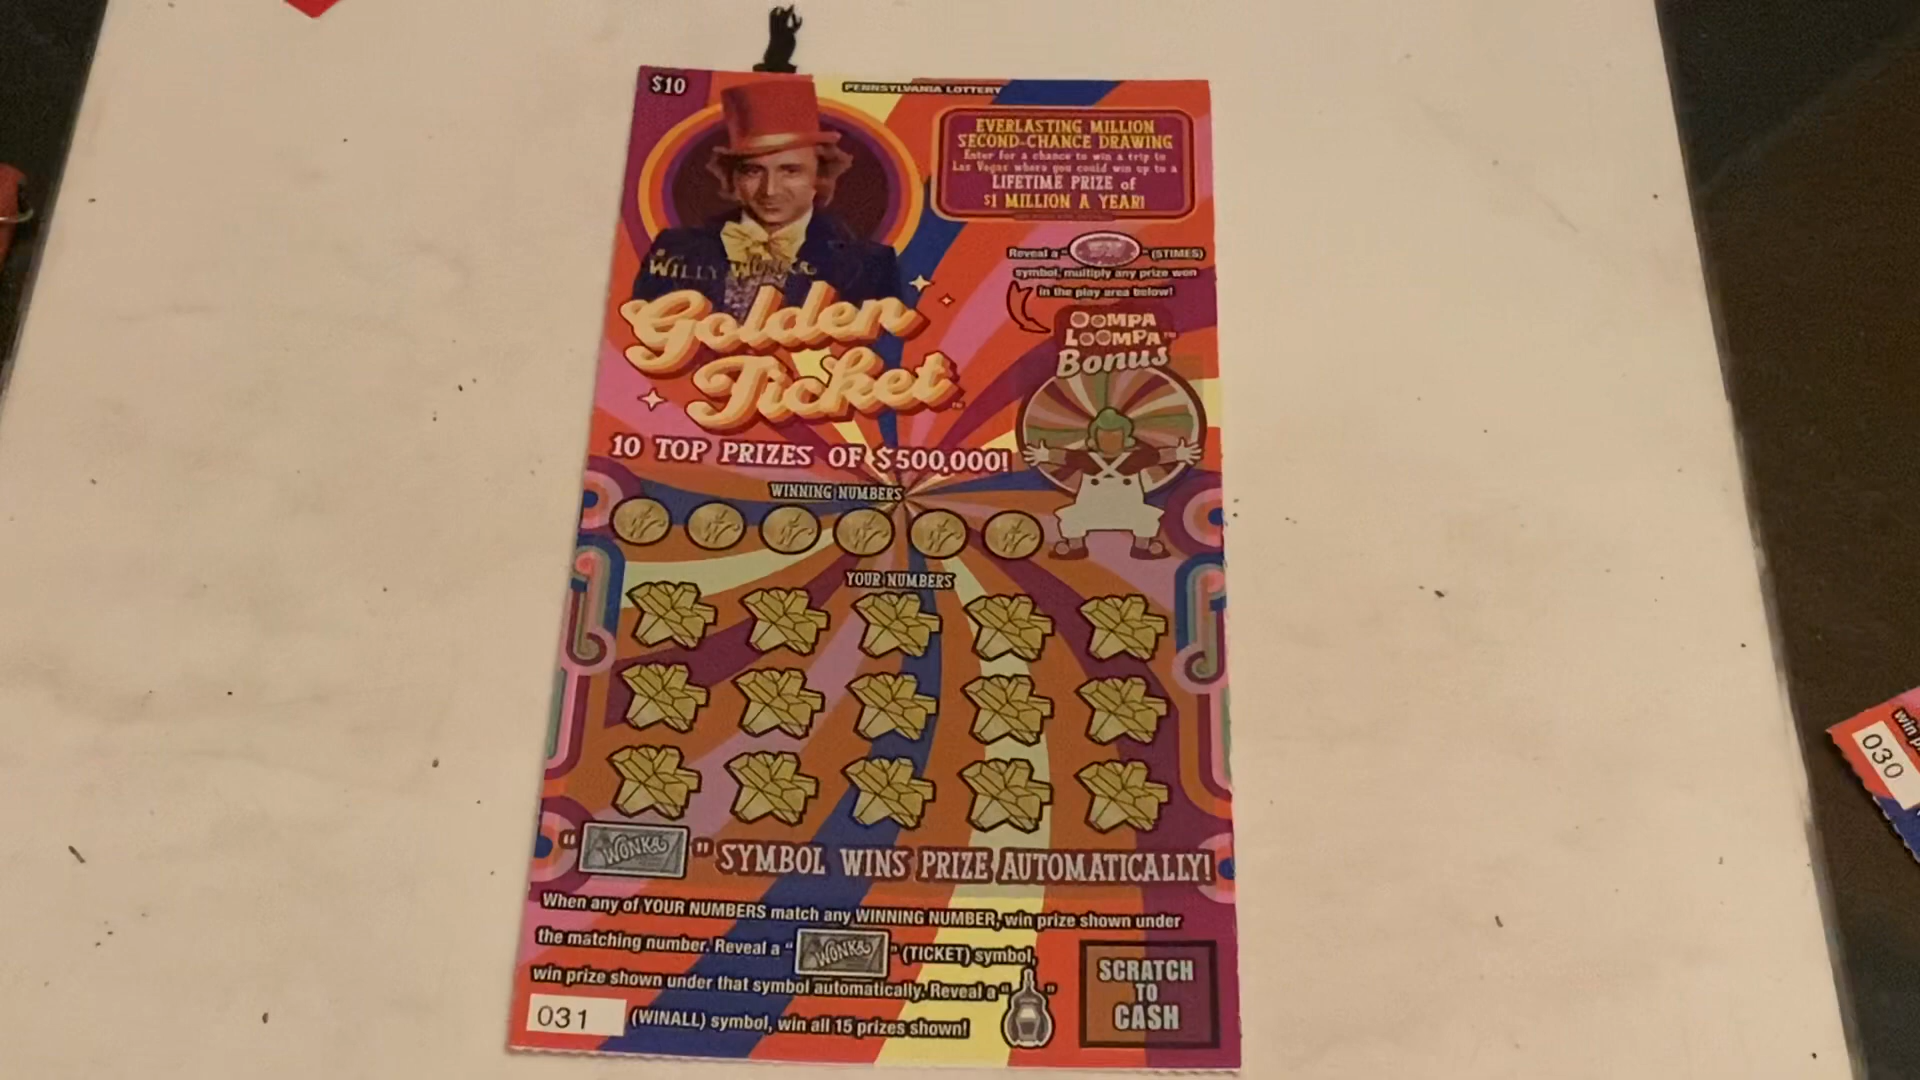 $10
PENNSYLVANIA LOTTERY
EVERLASTING MILLION
SECOND-CHANCE DRAWING
Enter for a chance to win a trip to
Las Vegas where you could win up to a
LIFETIME PRIZE of
$1 MILLION A YEAR!
WILLY WONKA
Golden
Ticket™
Reveal a " " (5TIMES)
symbol, multiply any prize won
in the play area below!
OOMPA
LOOMPA™
Bonus
10 TOP PRIZES OF $500,000!
WINNING NUMBERS
YOUR NUMBERS
"WONKA" SYMBOL WINS PRIZE AUTOMATICALLY!
When any of YOUR NUMBERS match any WINNING NUMBER, win prize shown under
the matching number. Reveal a "WONKA" (TICKET) symbol,
win prize shown under that symbol automatically. Reveal a " "
(WINALL) symbol, win all 15 prizes shown!
031
SCRATCH
TO
CASH
win
030